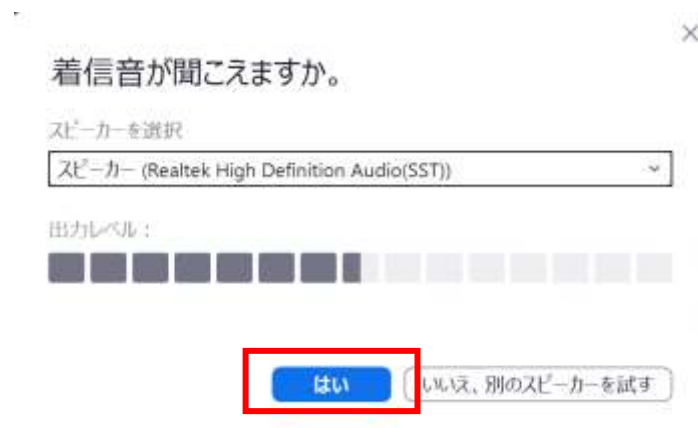 着信音が聞こえますか。
スピーカーを選択
スピーカー (Realtek High Definition Audio(SST))
出力レベル：
はい
いいえ、別のスピーカーを試す